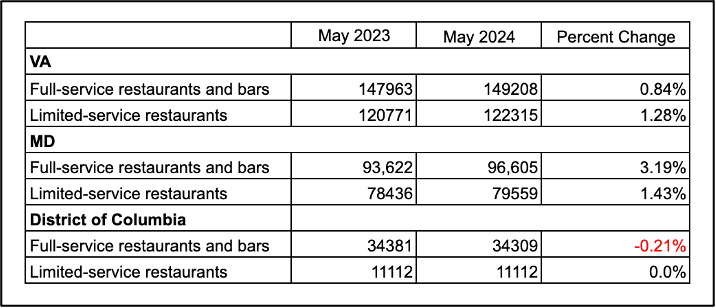 May 2023 May 2024 Percent Change
VA
Full-service restaurants and bars 147963 149208 0.84%
Limited-service restaurants 120771 122315 1.28%
MD
Full-service restaurants and bars 93,622 96,605 3.19%
Limited-service restaurants 78436 79559 1.43%
District of Columbia
Full-service restaurants and bars 34381 34309 -0.21%
Limited-service restaurants 11112 11112 0.0%